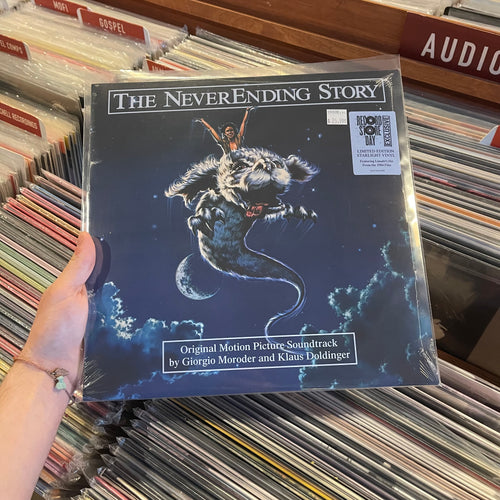 MOFI
GOSPEL
AUDIO
THE NEVERENDING STORY
RECORD
STORE
DAY
LIMITED EDITION
STARLIGHT VINYL
Original Motion Picture Soundtrack
by Giorgio Moroder and Klaus Doldinger